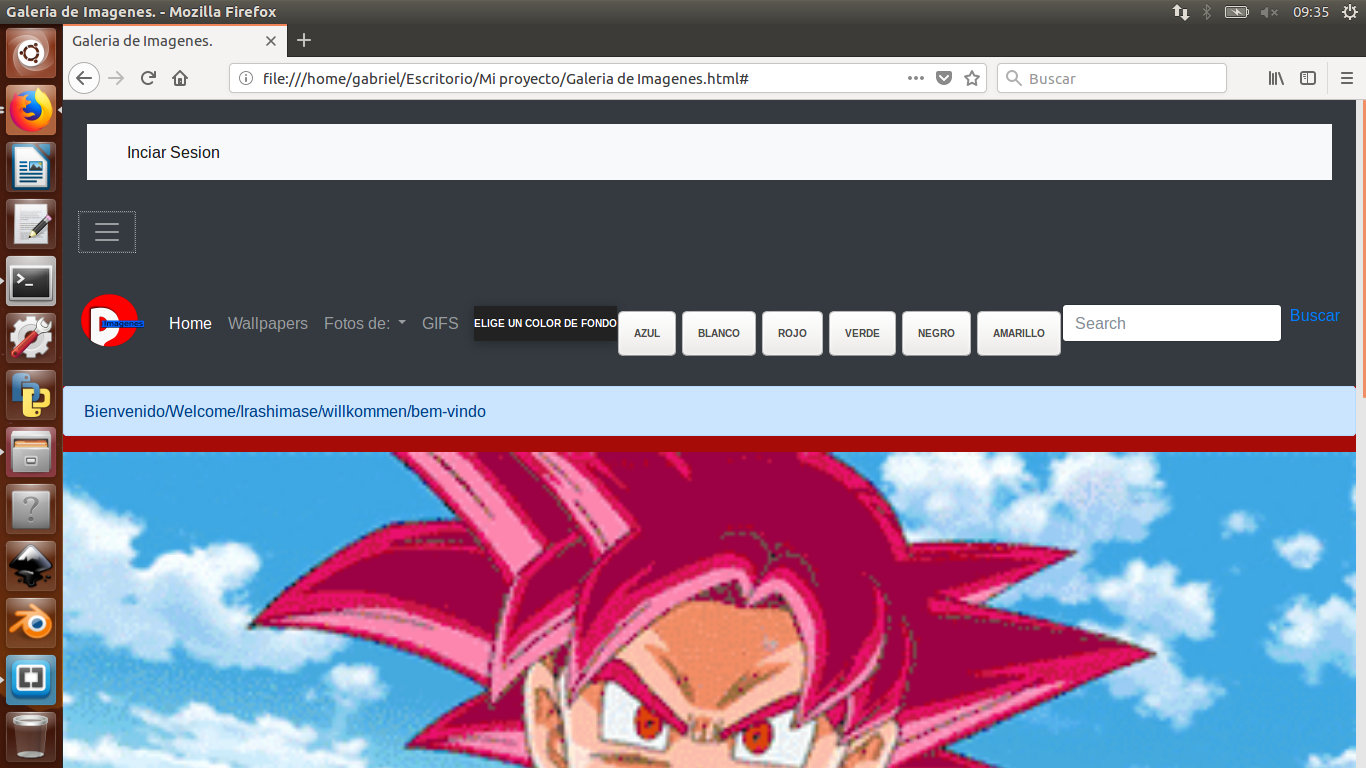 Galeria de Imagenes. - Mozilla Firefox
09:35
Galeria de Imagenes.
file:///home/gabriel/Escritorio/Mi proyecto/Galeria de Imagenes.html#
Buscar
Inciar Sesion
Imagenes
Home Wallpapers Fotos de: GIFS ELIGE UN COLOR DE FONDO AZUL BLANCO ROJO VERDE NEGRO AMARILLO Search Buscar
Bienvenido/Welcome/Irashimase/willkommen/bem-vindo